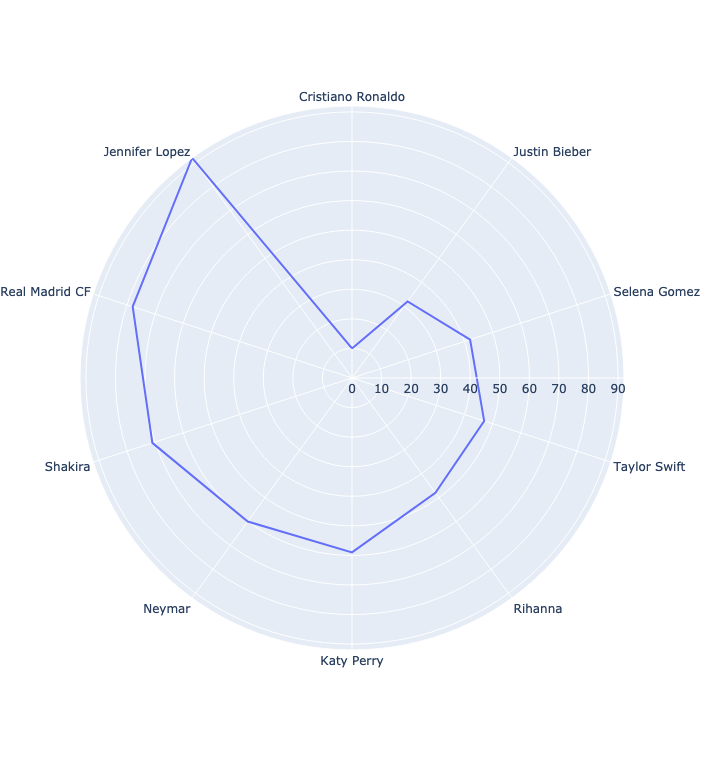 Cristiano Ronaldo
Jennifer Lopez
Justin Bieber
Real Madrid CF
Selena Gomez
0 10 20 30 40 50 60 70 80 90
Shakira
Taylor Swift
Neymar
Rihanna
Katy Perry